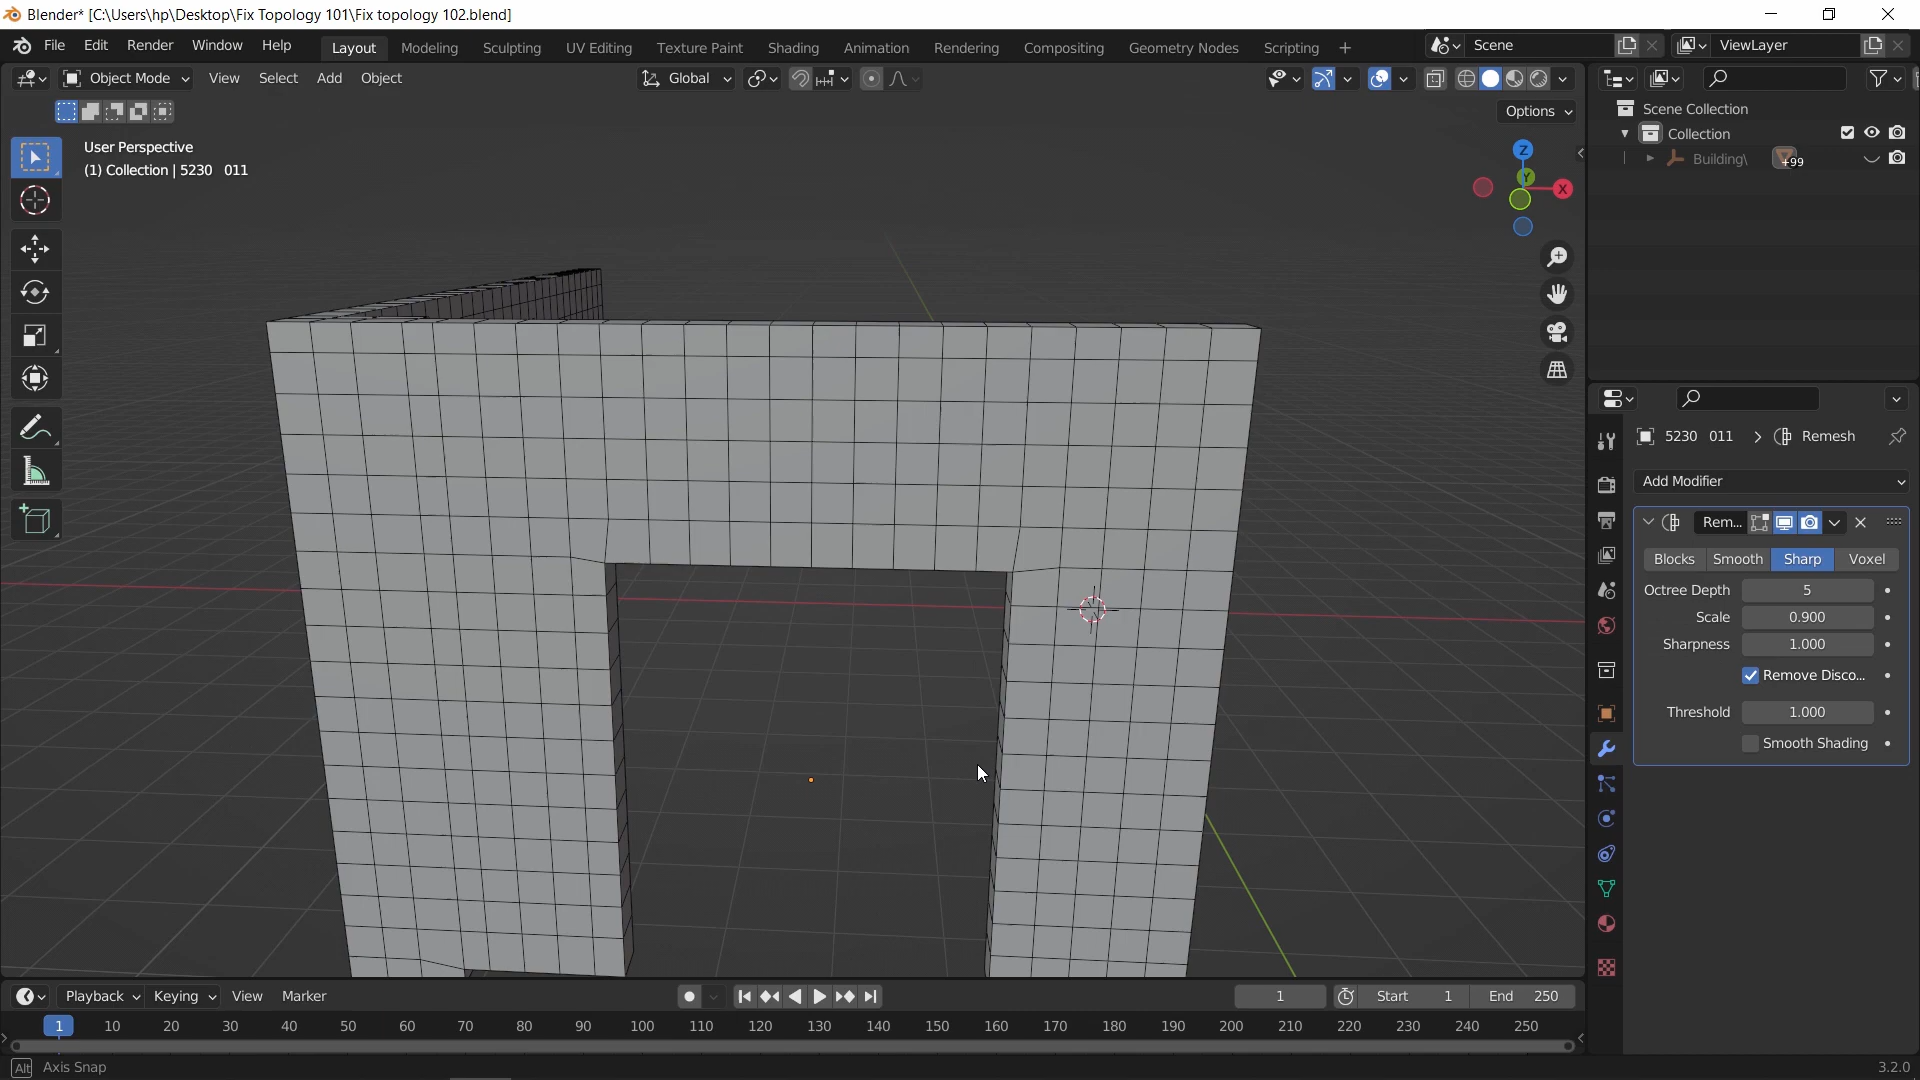 Blender* [C:\Users\hp\Desktop\Fix Topology 101\Fix topology 102.blend]
File Edit Render Window Help Layout Modeling Sculpting UV Editing Texture Paint Shading Animation Rendering Compositing Geometry Nodes Scripting + Scene ViewLayer
Object Mode View Select Add Object Global
Options
User Perspective
(1) Collection | 5230 011
Z
Y
X
Scene Collection
Collection
Building\ +99
5230 011 > Remesh
Add Modifier
Rem...
Blocks Smooth Sharp Voxel
Octree Depth 5
Scale 0.900
Sharpness 1.000
Remove Disco...
Threshold 1.000
Smooth Shading
Playback Keying View Marker 1 Start 1 End 250
1 10 20 30 40 50 60 70 80 90 100 110 120 130 140 150 160 170 180 190 200 210 220 230 240 250
Alt Axis Snap 3.2.0